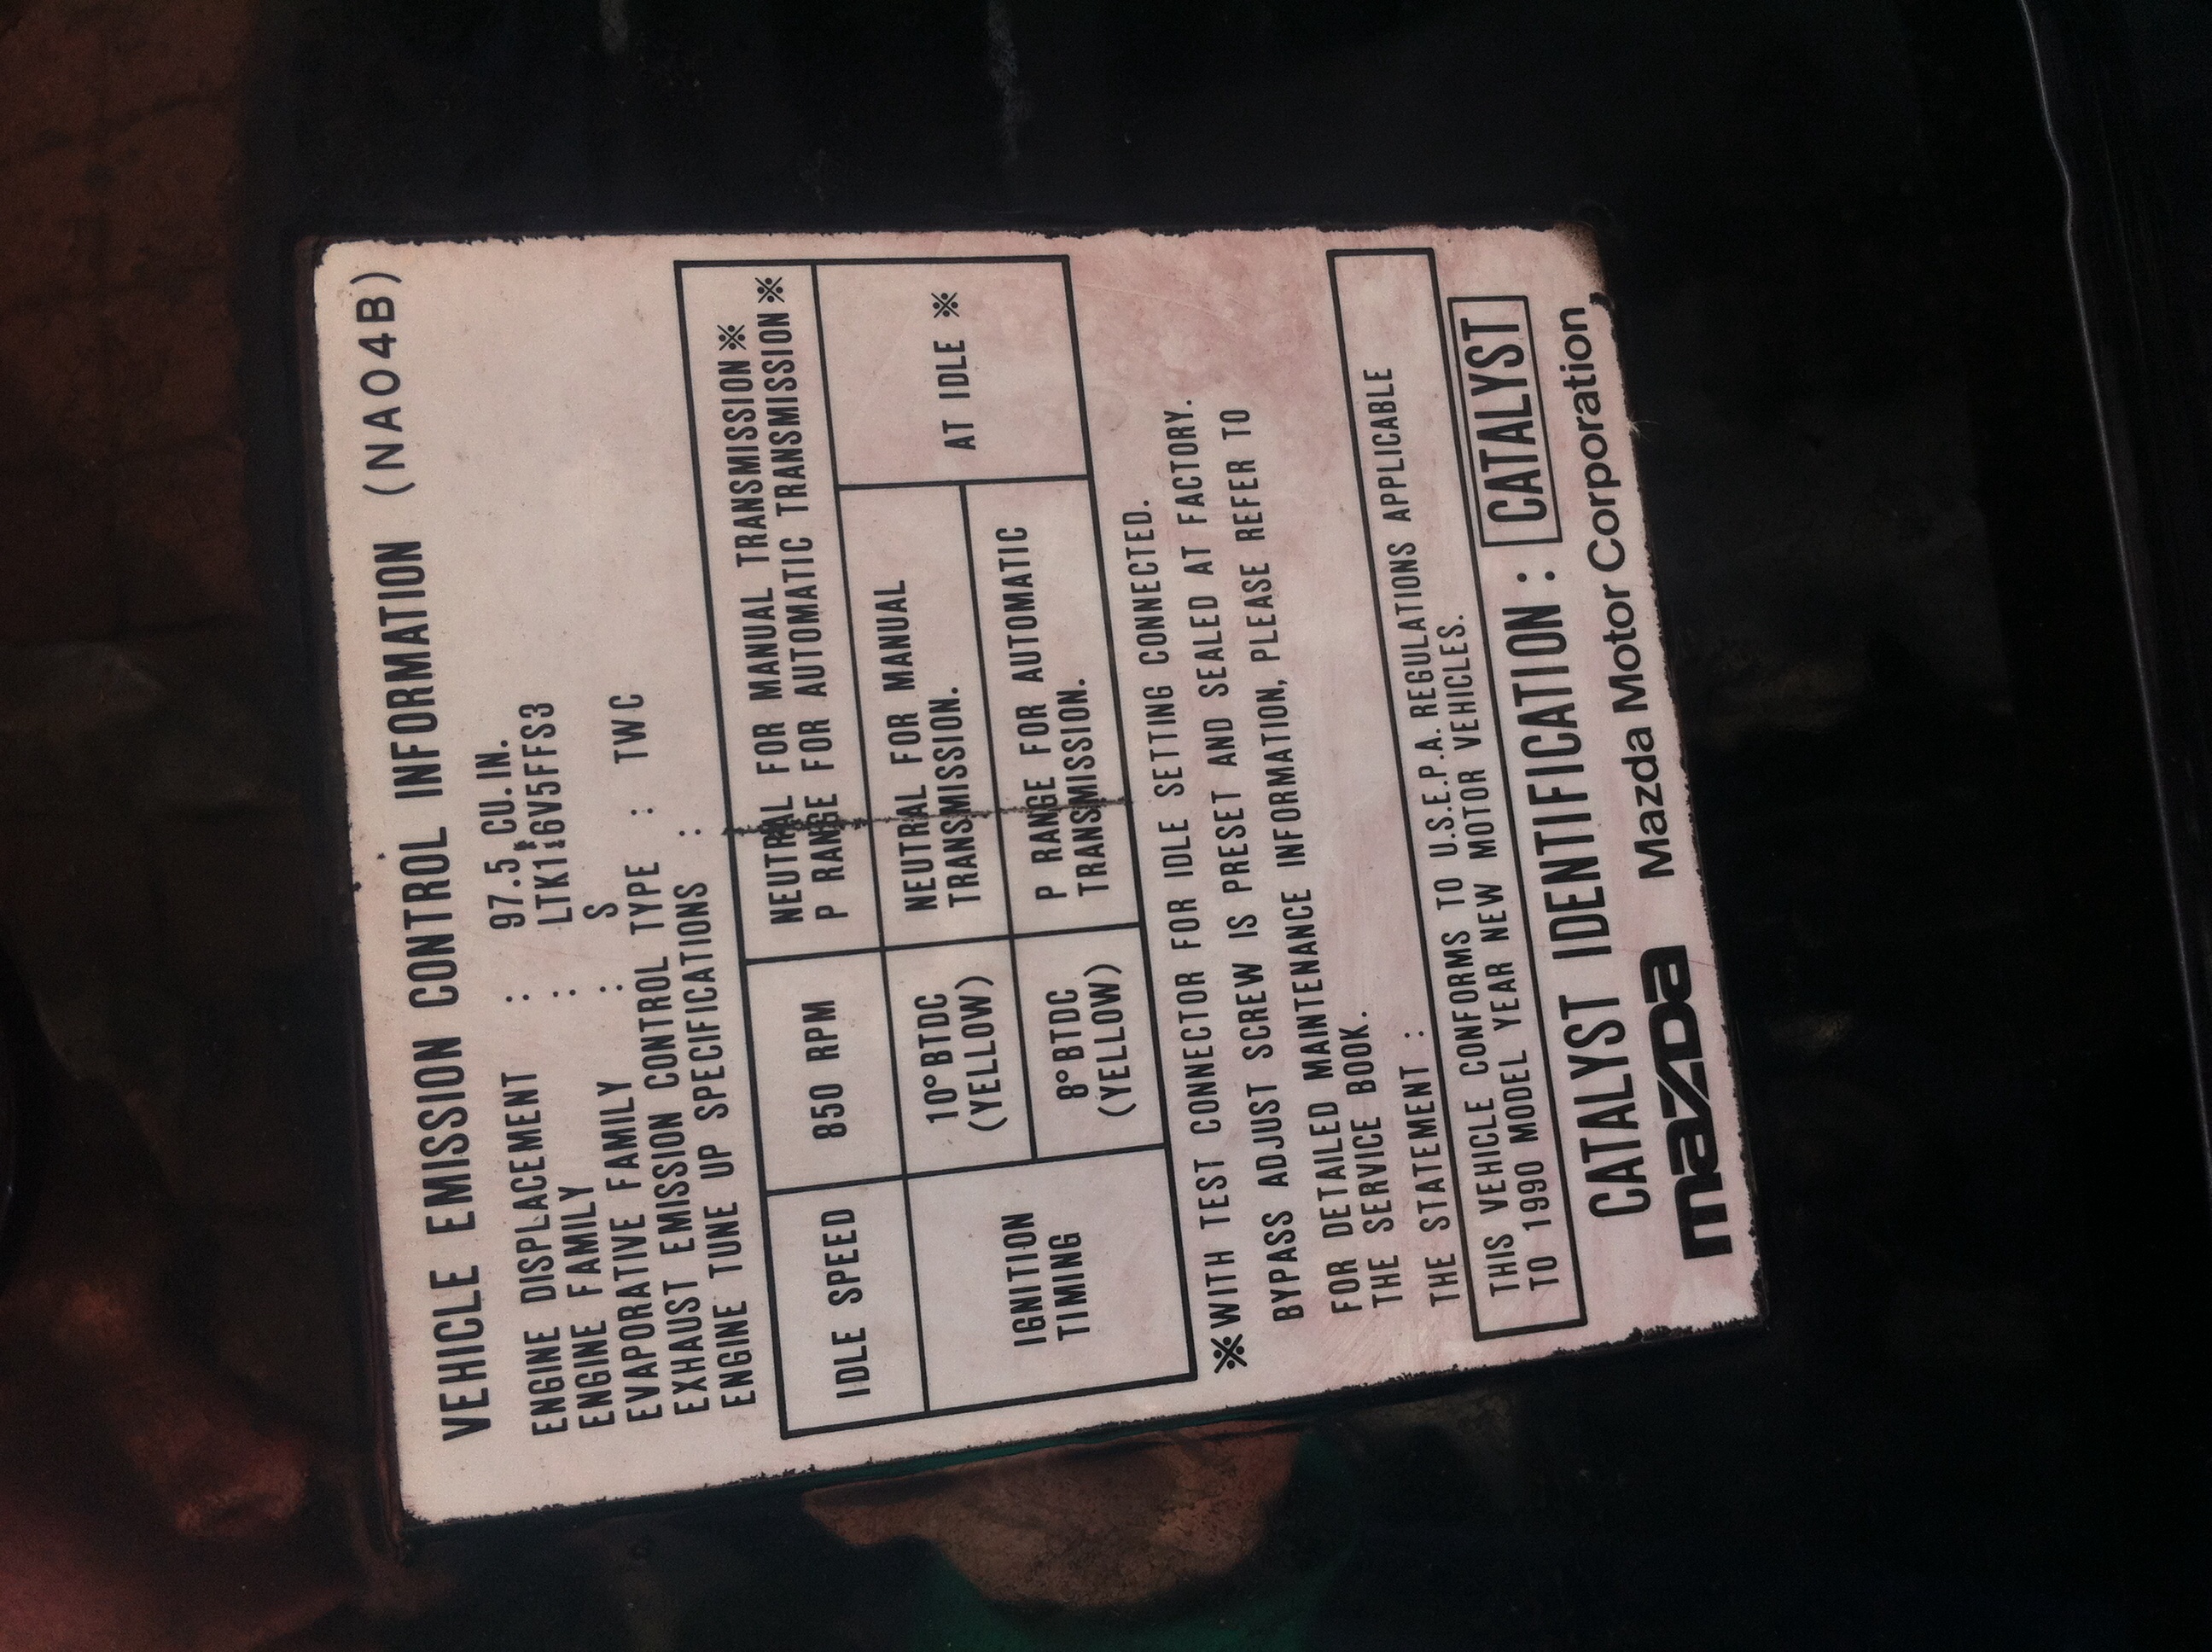 VEHICLE EMISSION CONTROL INFORMATION (NA04B)
ENGINE DISPLACEMENT : 97.5 CU.IN.
ENGINE FAMILY : LTK1.6V5FFS3
EVAPORATIVE FAMILY : S
EXHAUST EMISSION CONTROL TYPE : TWC
ENGINE TUNE UP SPECIFICATIONS :
IDLE SPEED
850 RPM
NEUTRAL FOR MANUAL TRANSMISSION※
P RANGE FOR AUTOMATIC TRANSMISSION※
IGNITION
TIMING
10°BTDC
(YELLOW)
NEUTRAL FOR MANUAL
TRANSMISSION.
8°BTDC
(YELLOW)
P RANGE FOR AUTOMATIC
TRANSMISSION.
AT IDLE ※
※WITH TEST CONNECTOR FOR IDLE SETTING CONNECTED.
BYPASS ADJUST SCREW IS PRESET AND SEALED AT FACTORY.
FOR DETAILED MAINTENANCE INFORMATION, PLEASE REFER TO
THE SERVICE BOOK.
THE STATEMENT :
THIS VEHICLE CONFORMS TO U.S.E.P.A. REGULATIONS APPLICABLE
TO 1990 MODEL YEAR NEW MOTOR VEHICLES.
CATALYST IDENTIFICATION : CATALYST
mazda Mazda Motor Corporation